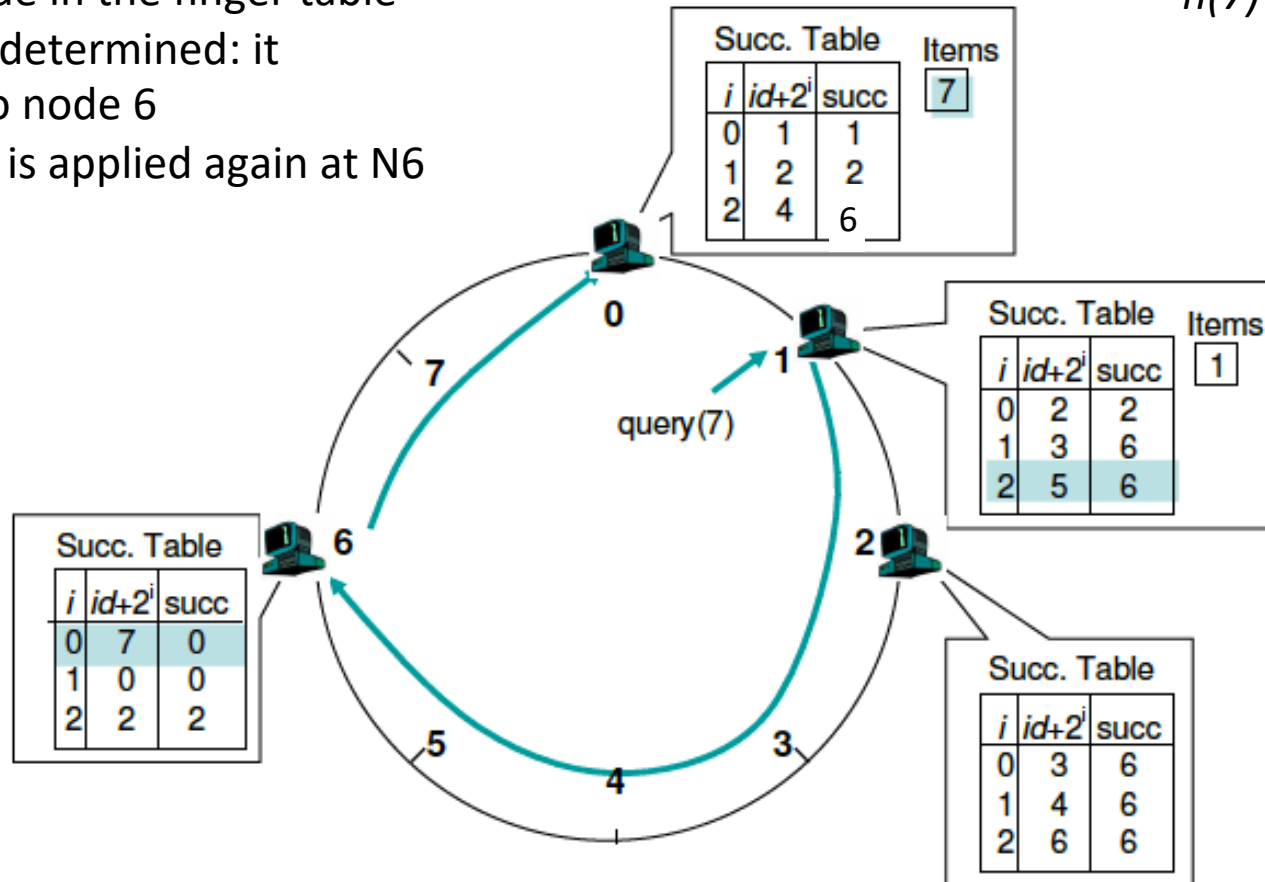 de in the finger table
determined: it
o node 6
is applied again at N6
h(7)
Succ. Table
Items
i id+2^i succ
7
0 1 1
1 2 2
2 4 6
0
1
2
3
4
5
6
7
query(7)
Succ. Table
Items
i id+2^i succ
1
0 2 2
1 3 6
2 5 6
Succ. Table
i id+2^i succ
0 7 0
1 0 0
2 2 2
Succ. Table
i id+2^i succ
0 3 6
1 4 6
2 6 6